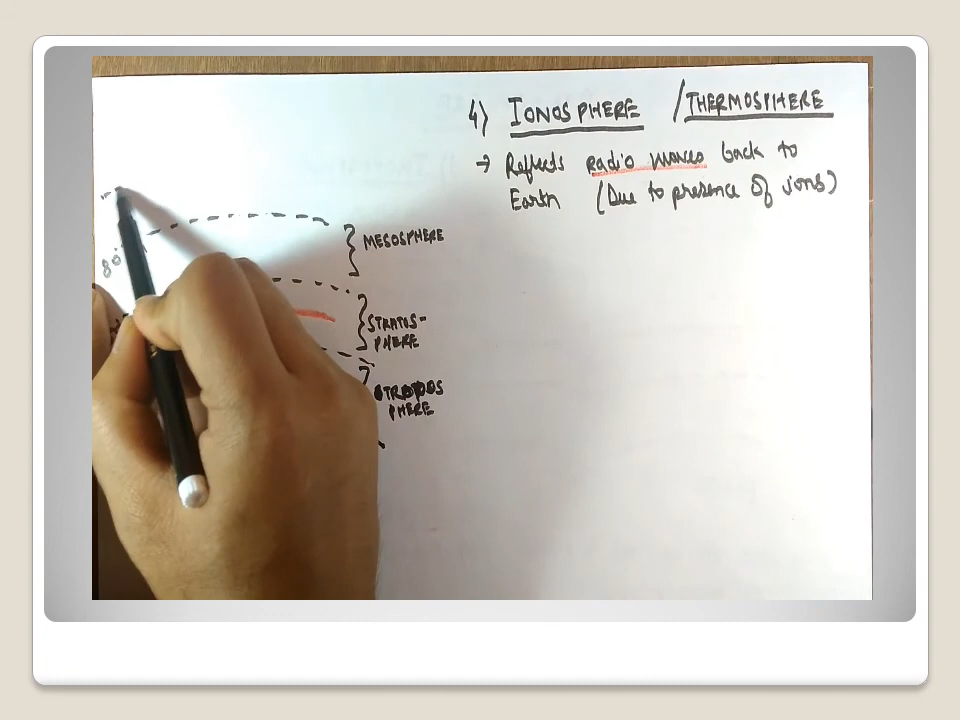 4) IONOSPHERE / THERMOSPHERE
→ Reflects radio waves back to
Earth (Due to presence of ions)
80
MESOSPHERE
STRATOS-
PHERE
TROPOS
PHERE